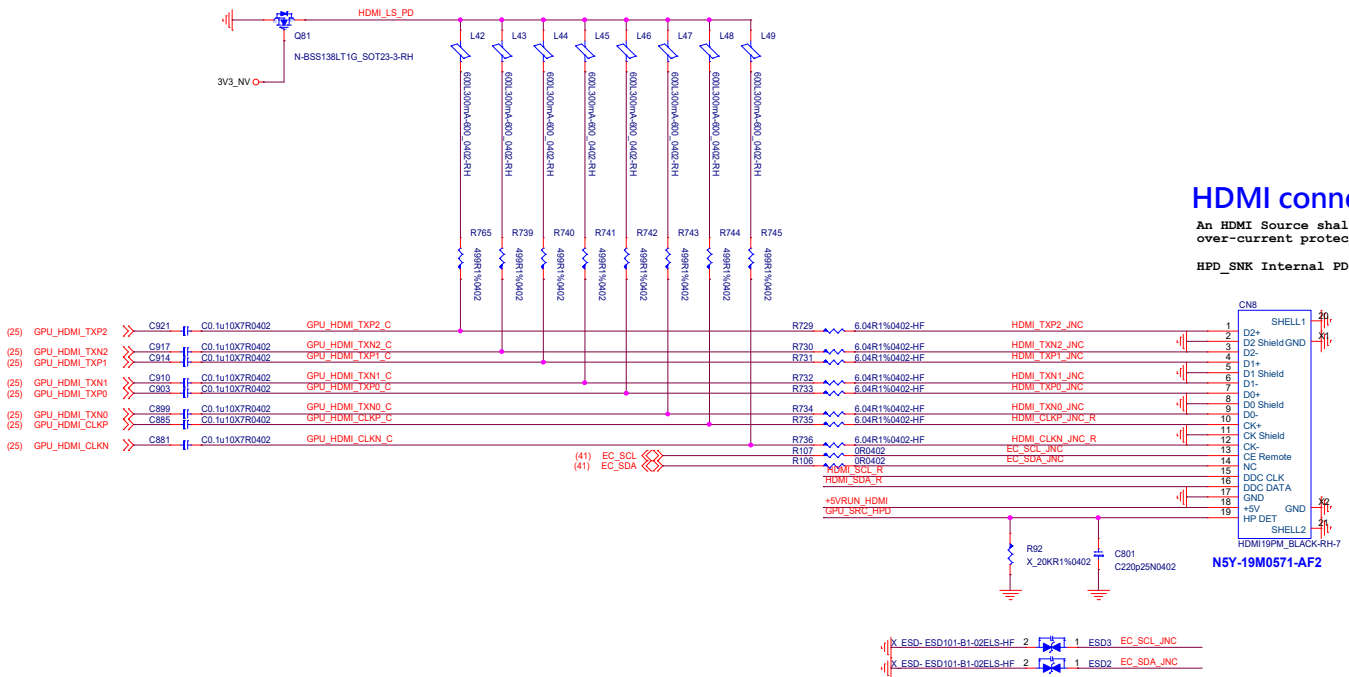 HDMI_LS_PD
Q81
N-BSS138LT1G_SOT23-3-RH
3V3_NV
L42 L43 L44 L45 L46 L47 L48 L49
600L300mA-600_0402-RH
600L300mA-600_0402-RH
600L300mA-600_0402-RH
600L300mA-600_0402-RH
600L300mA-600_0402-RH
600L300mA-600_0402-RH
600L300mA-600_0402-RH
600L300mA-600_0402-RH
HDMI conne
An HDMI Source shal
over-current protec
HPD_SNK Internal PD
R765 R739 R740 R741 R742 R743 R744 R745
499R1%0402
499R1%0402
499R1%0402
499R1%0402
499R1%0402
499R1%0402
499R1%0402
499R1%0402
CN8
SHELL1 20
(25) GPU_HDMI_TXP2 C921 C0.1u10X7R0402 GPU_HDMI_TXP2_C R729 6.04R1%0402-HF HDMI_TXP2_JNC 1 D2+
2 D2 Shield GND X1
(25) GPU_HDMI_TXN2 C917 C0.1u10X7R0402 GPU_HDMI_TXN2_C R730 6.04R1%0402-HF HDMI_TXN2_JNC 3 D2-
(25) GPU_HDMI_TXP1 C914 C0.1u10X7R0402 GPU_HDMI_TXP1_C R731 6.04R1%0402-HF HDMI_TXP1_JNC 4 D1+
5 D1 Shield
(25) GPU_HDMI_TXN1 C910 C0.1u10X7R0402 GPU_HDMI_TXN1_C R732 6.04R1%0402-HF HDMI_TXN1_JNC 6 D1-
(25) GPU_HDMI_TXP0 C903 C0.1u10X7R0402 GPU_HDMI_TXP0_C R733 6.04R1%0402-HF HDMI_TXP0_JNC 7 D0+
8 D0 Shield
(25) GPU_HDMI_TXN0 C899 C0.1u10X7R0402 GPU_HDMI_TXN0_C R734 6.04R1%0402-HF HDMI_TXN0_JNC 9 D0-
(25) GPU_HDMI_CLKP C885 C0.1u10X7R0402 GPU_HDMI_CLKP_C R735 6.04R1%0402-HF HDMI_CLKP_JNC_R 10 CK+
11 CK Shield
(25) GPU_HDMI_CLKN C881 C0.1u10X7R0402 GPU_HDMI_CLKN_C R736 6.04R1%0402-HF HDMI_CLKN_JNC_R 12 CK-
(41) EC_SCL R107 0R0402 EC_SCL_JNC 13 CE Remote
(41) EC_SDA R106 0R0402 EC_SDA_JNC 14 NC
HDMI_SCL_R 15 DDC CLK
HDMI_SDA_R 16 DDC DATA
17 GND
+5VRUN_HDMI 18 +5V GND X2
GPU_SRC_HPD 19 HP DET
SHELL2 21
HDMI19PM_BLACK-RH-7
N5Y-19M0571-AF2
R92
X_20KR1%0402
C801
C220p25N0402
X_ESD- ESD101-B1-02ELS-HF 2 1 ESD3 EC_SCL_JNC
X_ESD- ESD101-B1-02ELS-HF 2 1 ESD2 EC_SDA_JNC